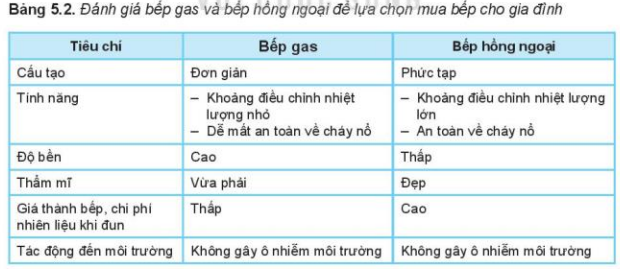 Bảng 5.2. Đánh giá bếp gas và bếp hồng ngoại để lựa chọn mua bếp cho gia đình
Tiêu chí
Bếp gas
Bếp hồng ngoại
Cấu tạo
Đơn giản
Phức tạp
Tính năng
– Khoảng điều chỉnh nhiệt
lượng nhỏ
– Dễ mất an toàn về cháy nổ
– Khoảng điều chỉnh nhiệt lượng
lớn
– An toàn về cháy nổ
Độ bền
Cao
Thấp
Thẩm mĩ
Vừa phải
Đẹp
Giá thành bếp, chi phí
nhiên liệu khi đun
Thấp
Cao
Tác động đến môi trường
Không gây ô nhiễm môi trường
Không gây ô nhiễm môi trường